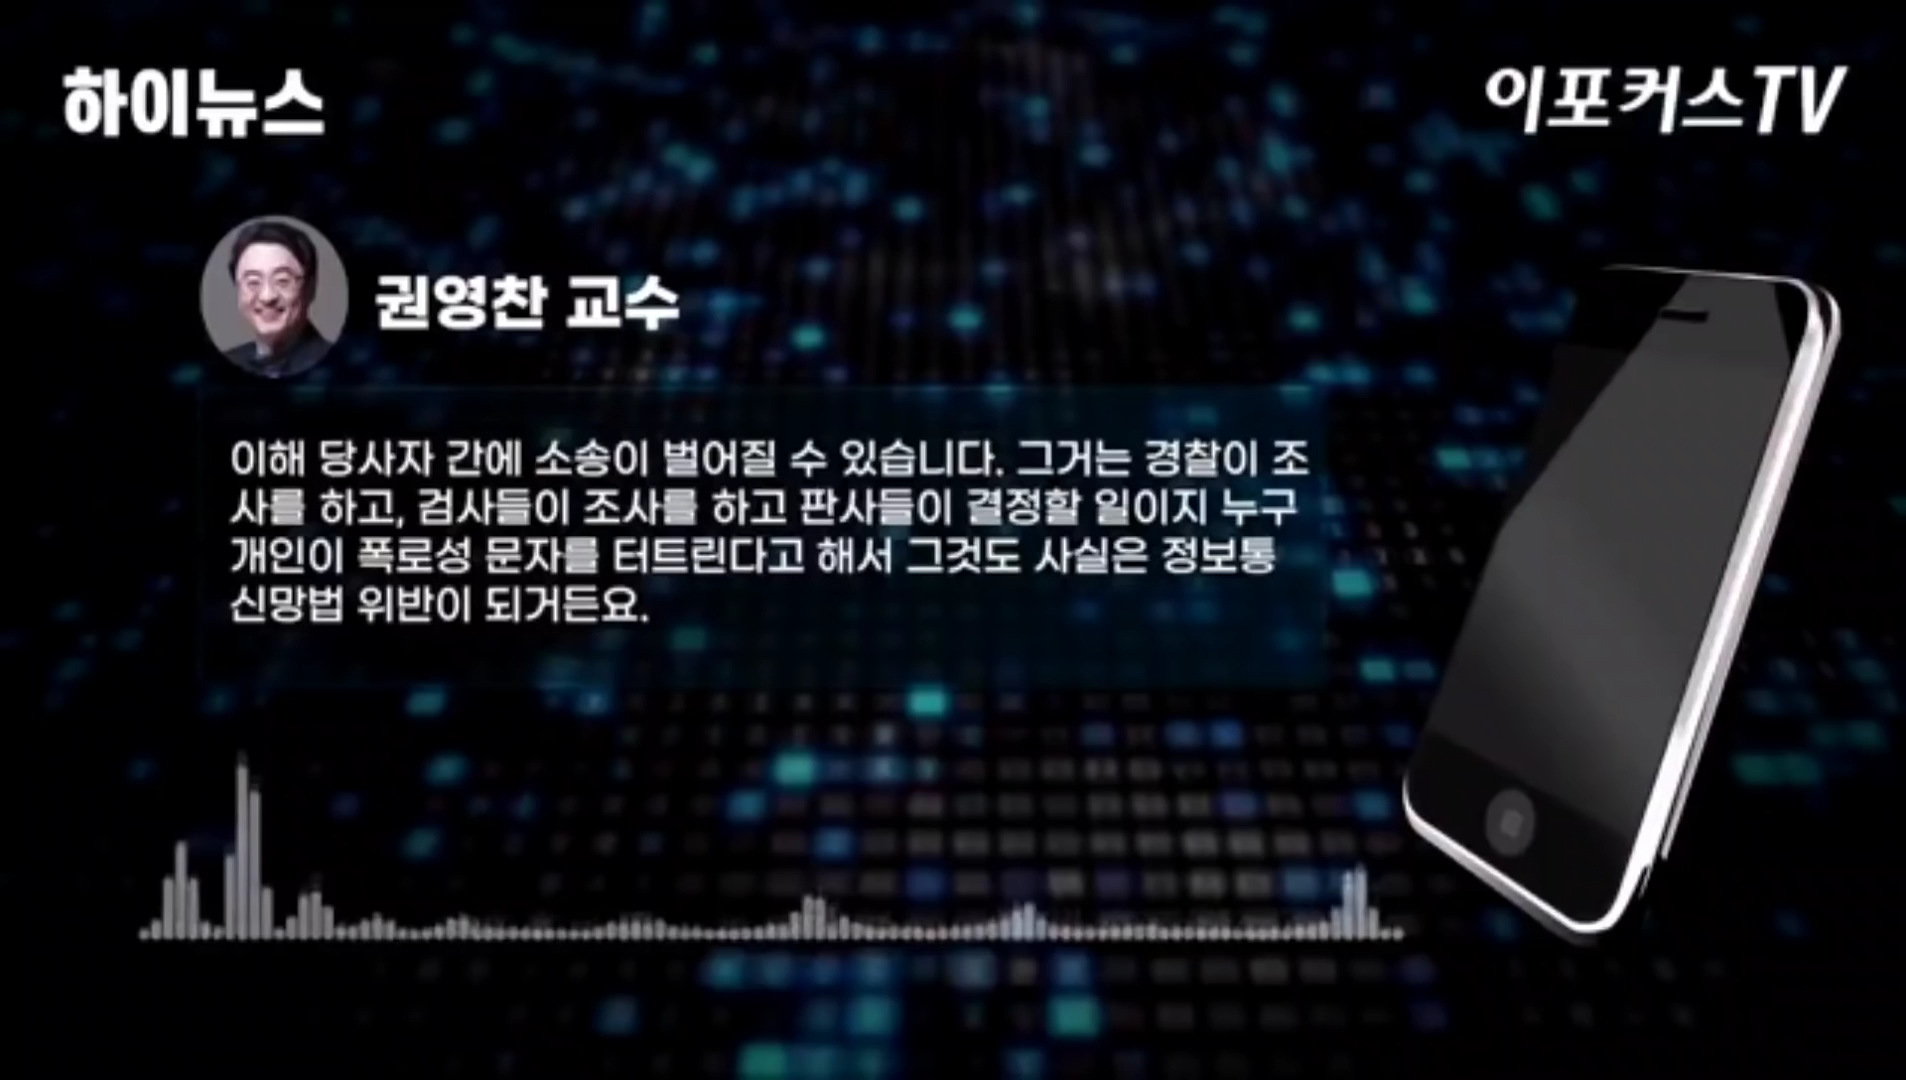 하이뉴스
이포커스TV
권영찬 교수
이해 당사자 간에 소송이 벌어질 수 있습니다. 그거는 경찰이 조
사를 하고, 검사들이 조사를 하고 판사들이 결정할 일이지 누구
개인이 폭로성 문자를 터트린다고 해서 그것도 사실은 정보통
신망법 위반이 되거든요.